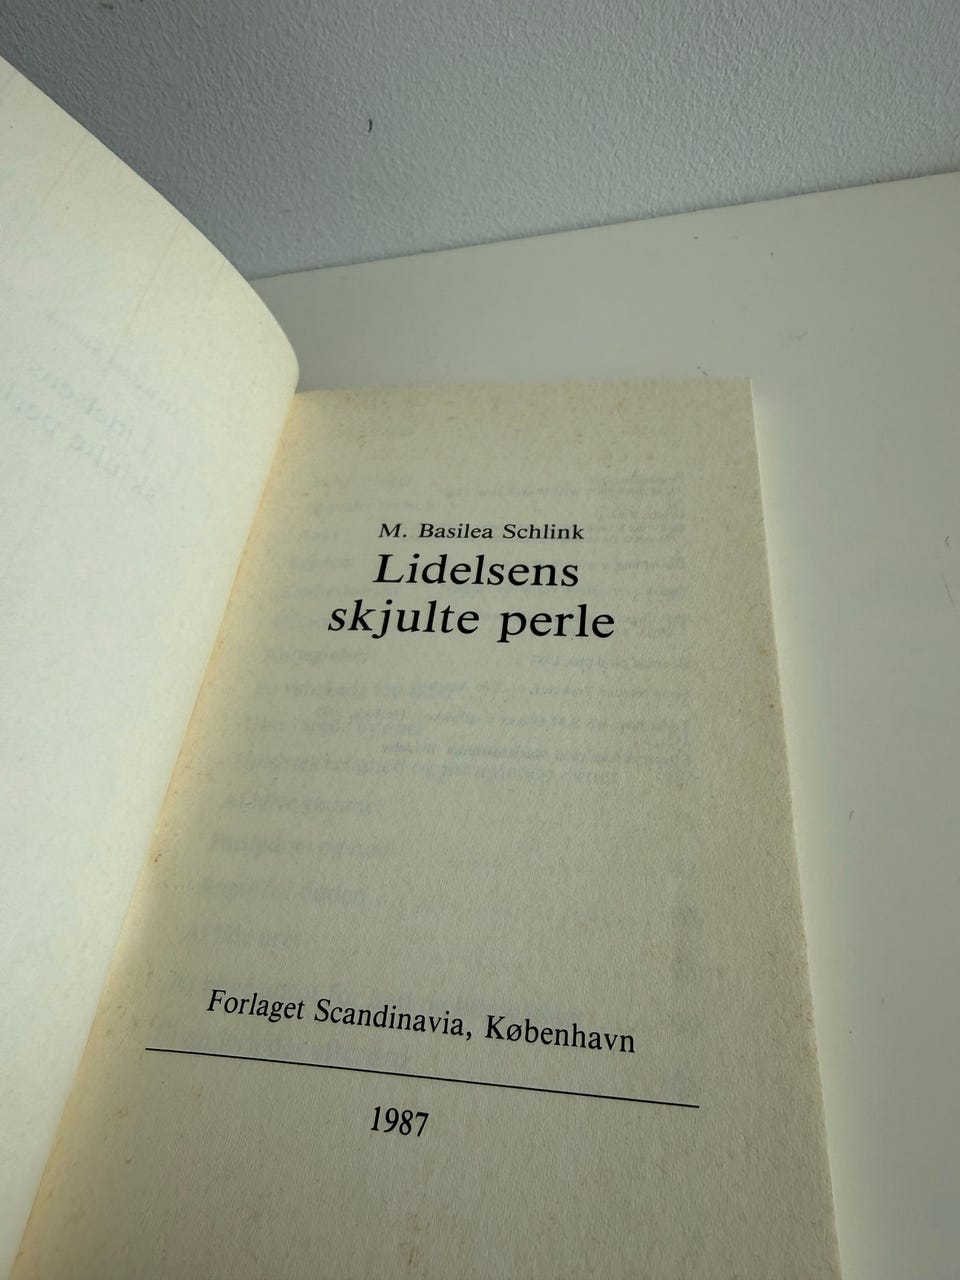 M. Basilea Schlink
Lidelsens
skjulte perle
Forlaget Scandinavia, København
1987